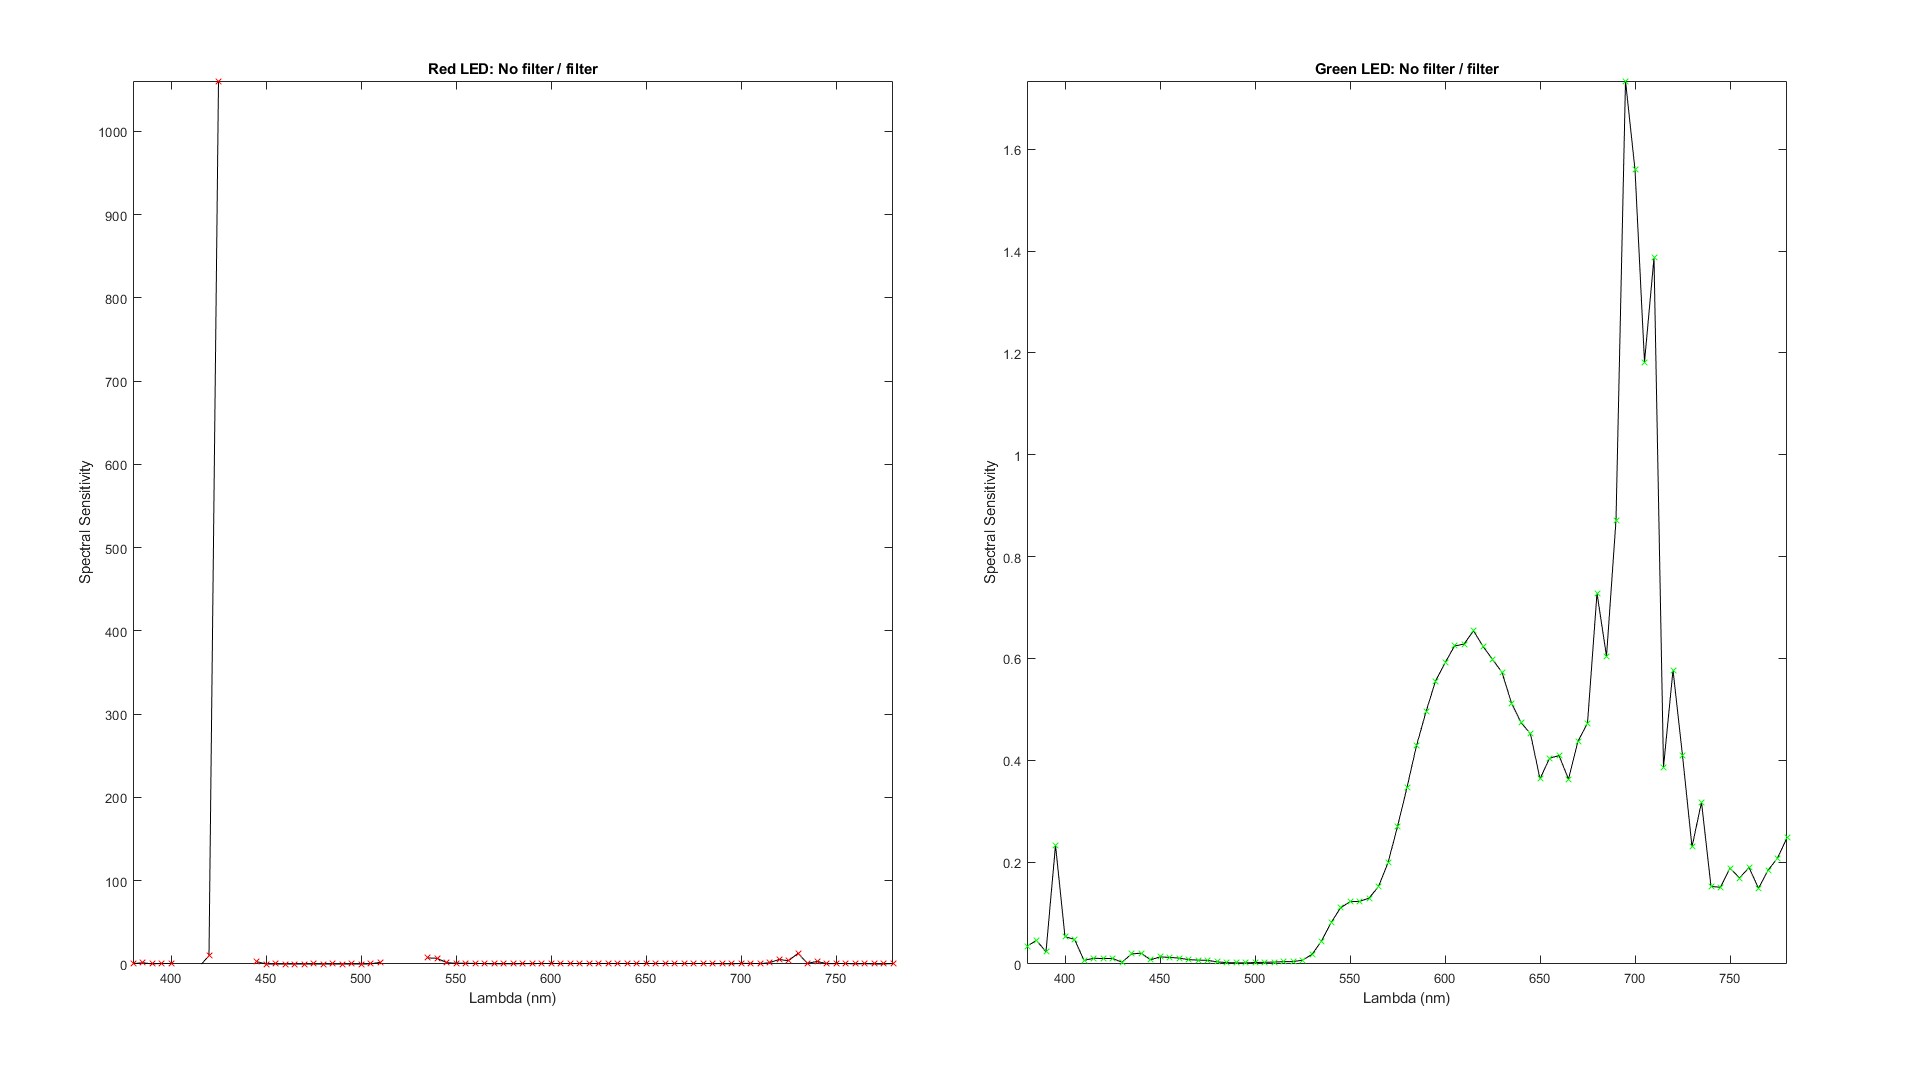 Red LED: No filter / filter
1000
900
800
700
600
500
400
300
200
100
0
400 450 500 550 600 650 700 750
Spectral Sensitivity
Lambda (nm)
Green LED: No filter / filter
1.6
1.4
1.2
1
0.8
0.6
0.4
0.2
0
400 450 500 550 600 650 700 750
Spectral Sensitivity
Lambda (nm)